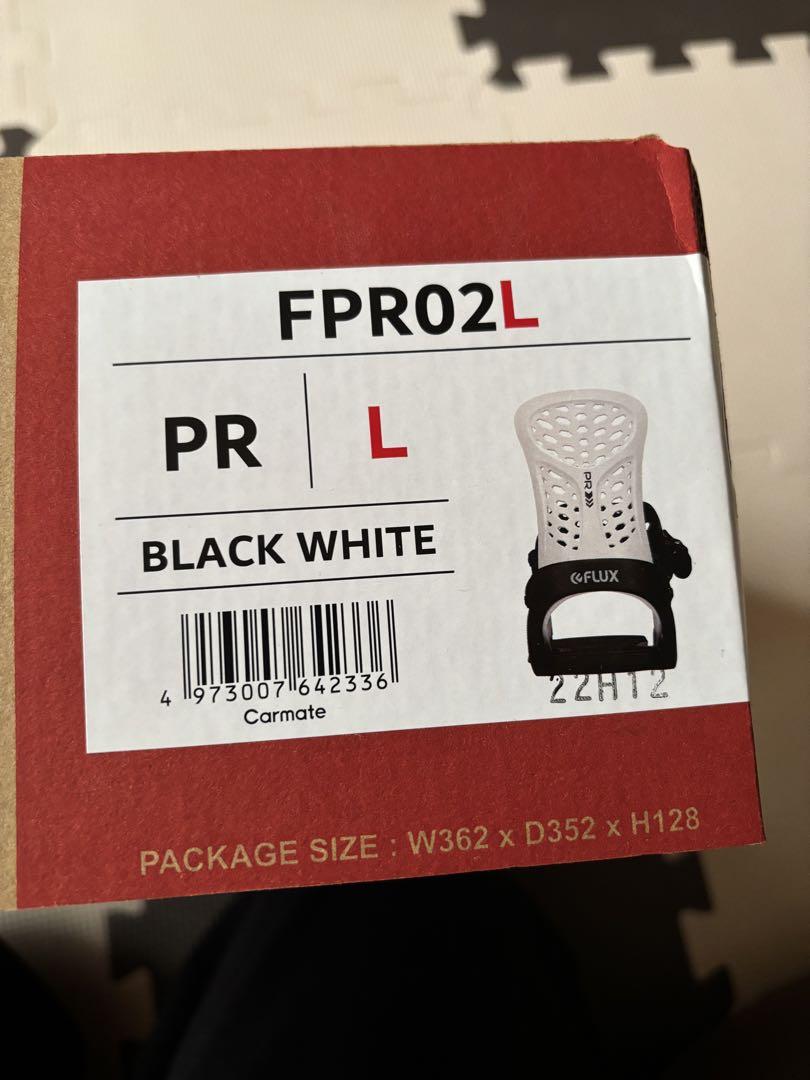 FPR02L
PR
L
BLACK WHITE
PR
FLUX
22H12
4 973007 642336
Carmate
PACKAGE SIZE : W362 x D352 x H128